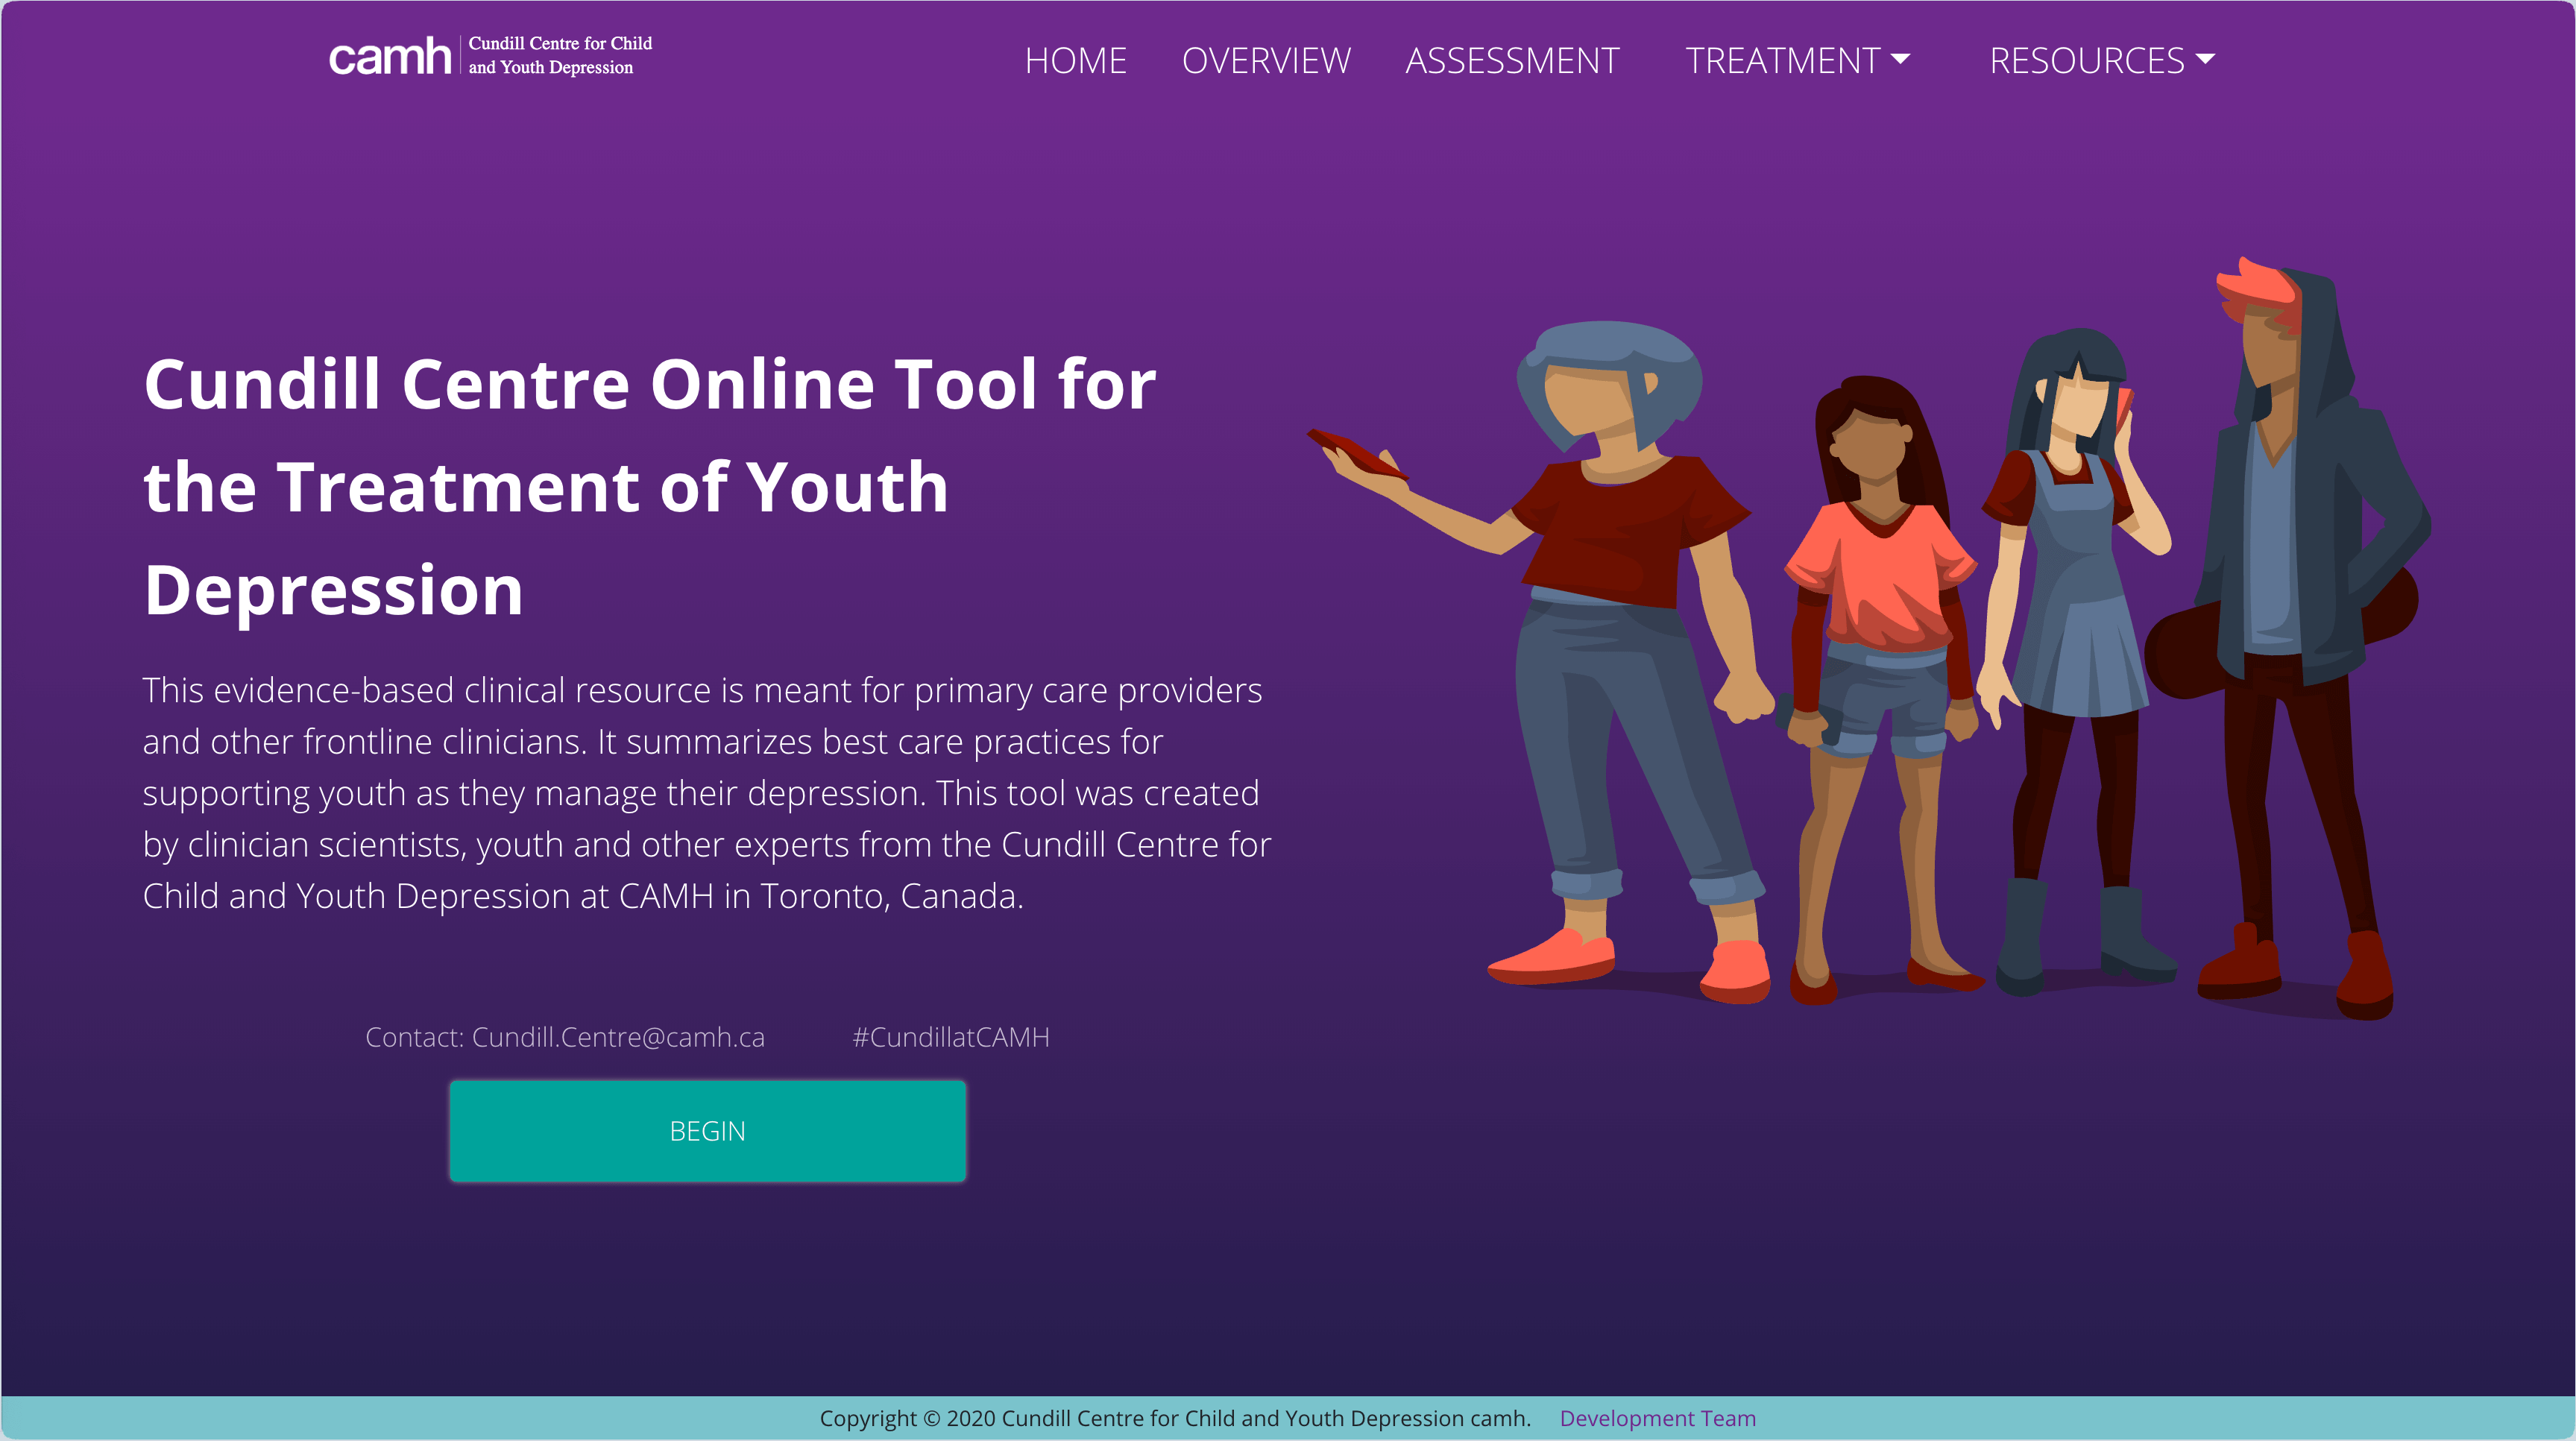 camh
Cundill Centre for Child
and Youth Depression
HOME
OVERVIEW
ASSESSMENT
TREATMENT
RESOURCES
Cundill Centre Online Tool for
the Treatment of Youth
Depression
This evidence-based clinical resource is meant for primary care providers
and other frontline clinicians. It summarizes best care practices for
supporting youth as they manage their depression. This tool was created
by clinician scientists, youth and other experts from the Cundill Centre for
Child and Youth Depression at CAMH in Toronto, Canada.
Contact: Cundill.Centre@camh.ca
#CundillatCAMH
BEGIN
Copyright © 2020 Cundill Centre for Child and Youth Depression camh.
Development Team